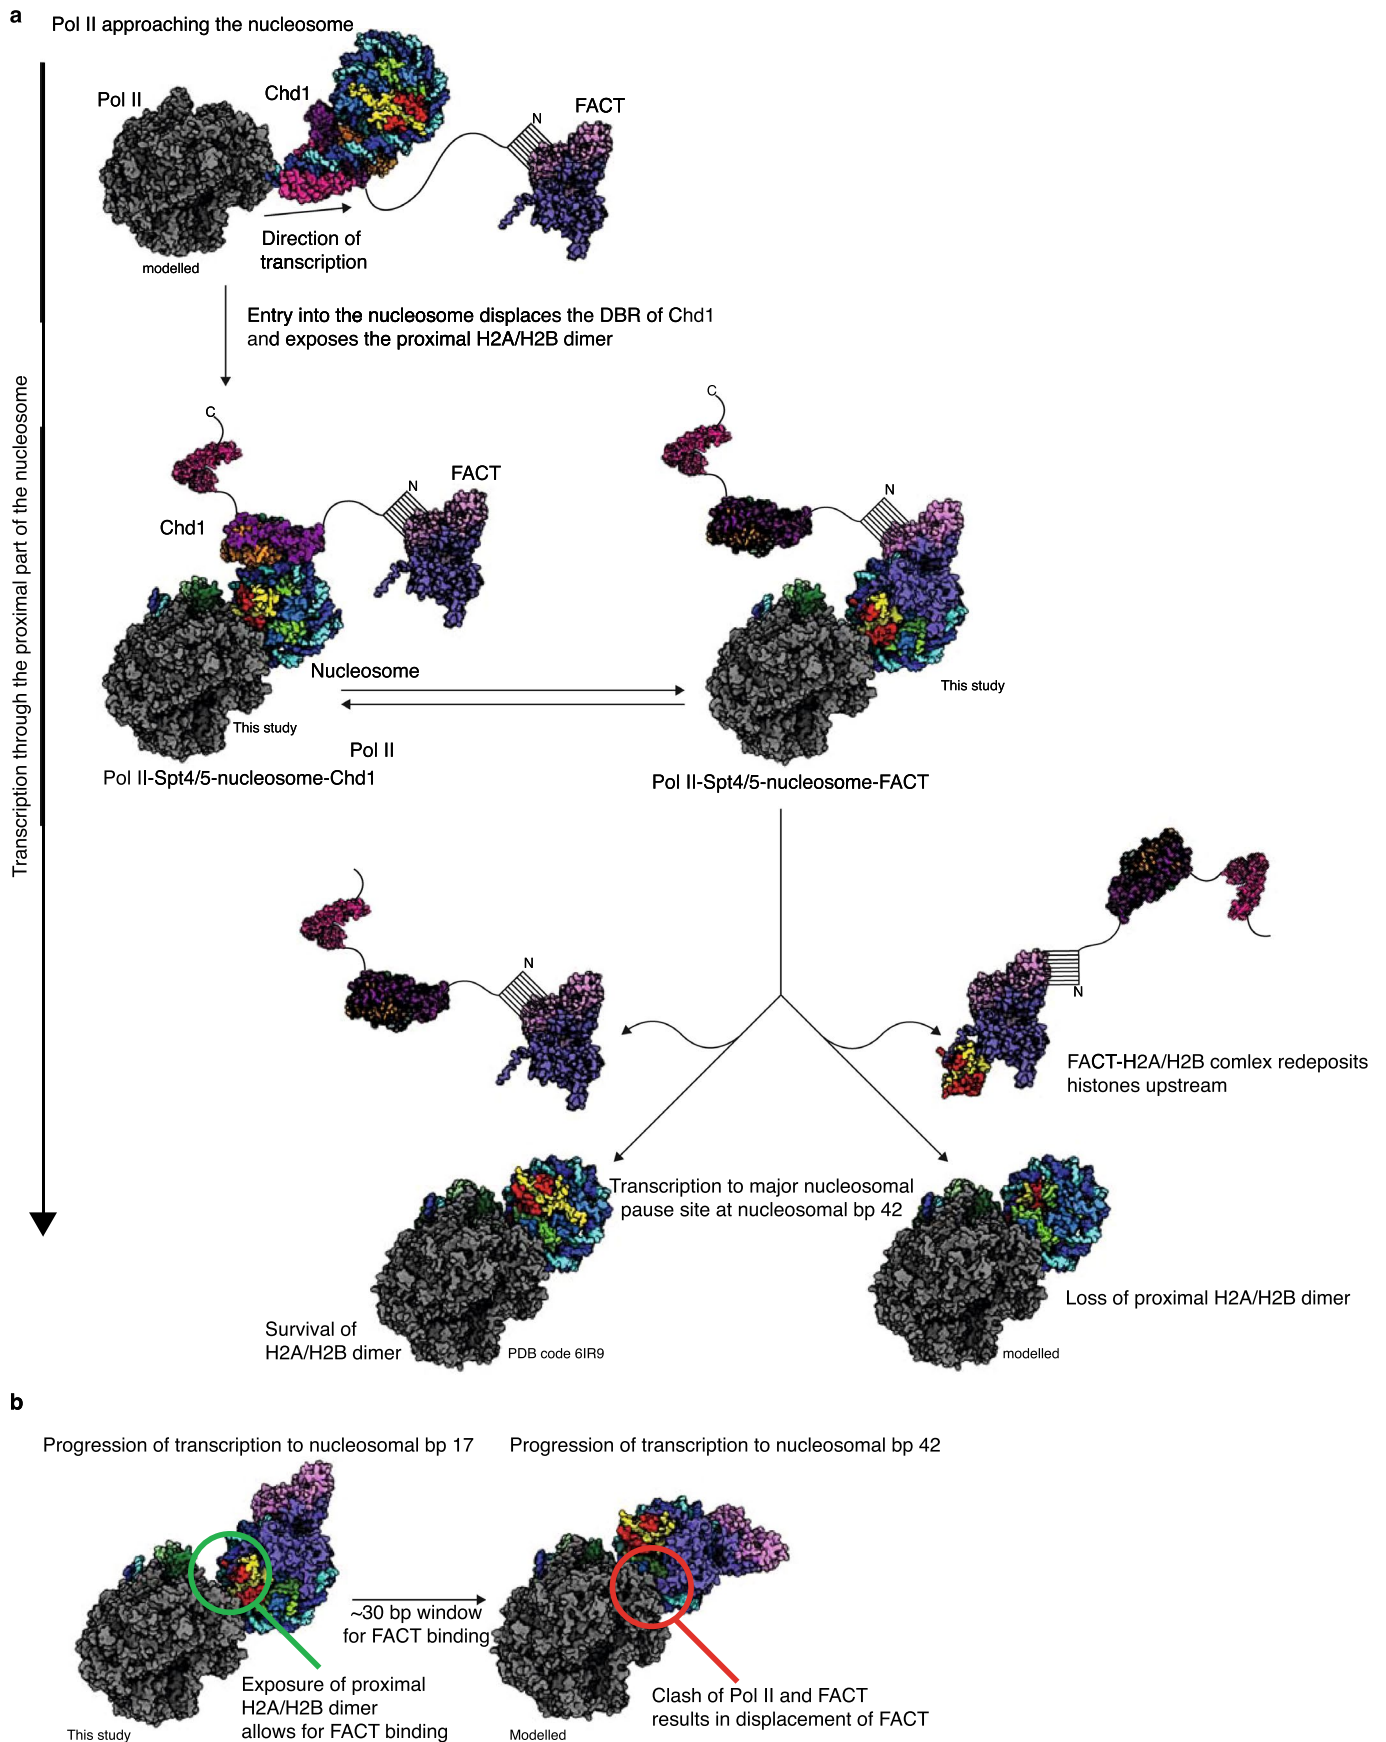 a
Pol II approaching the nucleosome
Pol II
Chd1
N
FACT
Direction of
transcription
modelled
Entry into the nucleosome displaces the DBR of Chd1
and exposes the proximal H2A/H2B dimer
Transcription through the proximal part of the nucleosome
C
N
FACT
Chd1
Nucleosome
This study
Pol II
Pol II-Spt4/5-nucleosome-Chd1
C
N
This study
Pol II-Spt4/5-nucleosome-FACT
N
N
FACT-H2A/H2B comlex redeposits
histones upstream
Transcription to major nucleosomal
pause site at nucleosomal bp 42
Survival of
H2A/H2B dimer
PDB code 6IR9
Loss of proximal H2A/H2B dimer
modelled
b
Progression of transcription to nucleosomal bp 17
Progression of transcription to nucleosomal bp 42
~30 bp window
for FACT binding
Exposure of proximal
H2A/H2B dimer
allows for FACT binding
This study
Clash of Pol II and FACT
results in displacement of FACT
Modelled